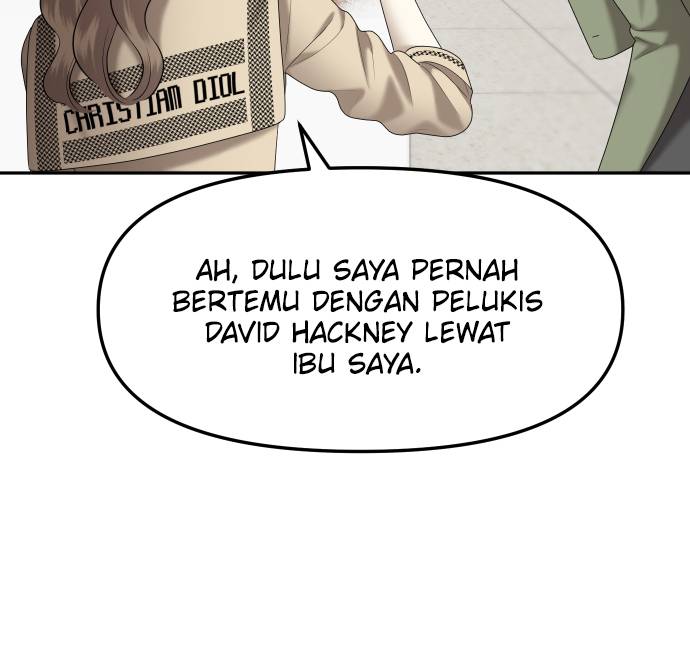 CHRISTIAM DIOL
AH, DULU SAYA PERNAH
BERTEMU DENGAN PELUKIS
DAVID HACKNEY LEWAT
IBU SAYA.